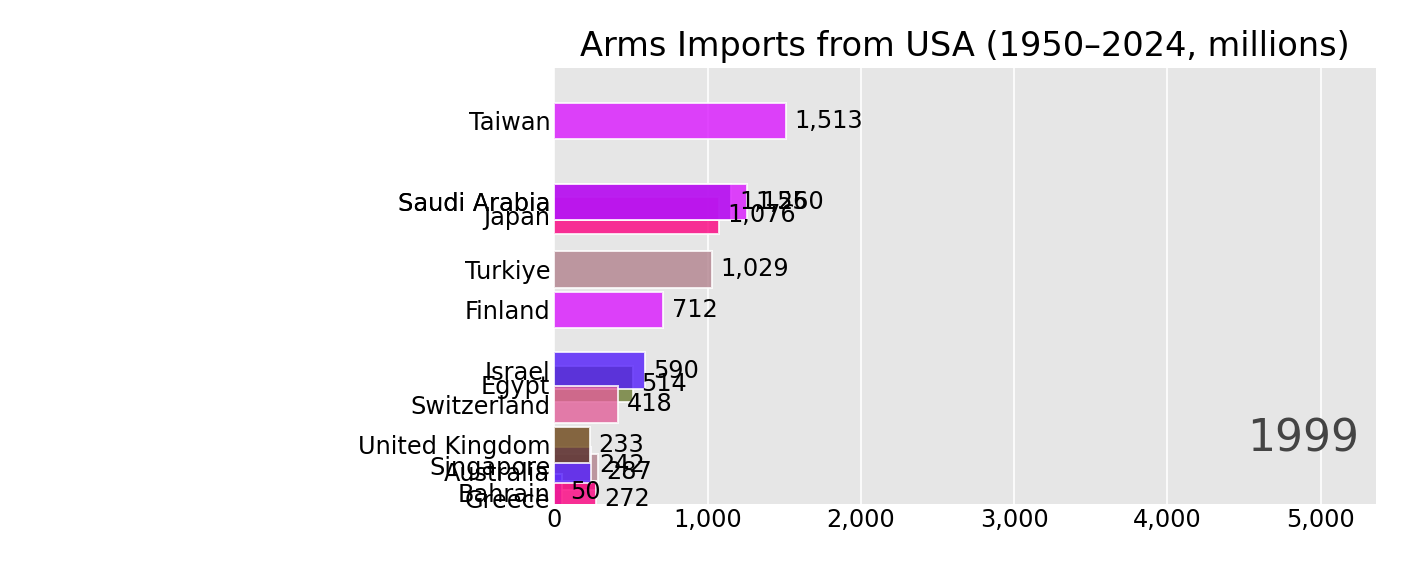 Arms Imports from USA (1950–2024, millions)
Taiwan 1,513
Saudi Arabia
Japan 1,076
Turkiye 1,029
Finland 712
Israel 590
Egypt 514
Switzerland 418
1999
United Kingdom 233
Singapore 242
Australia 287
Bahrain 50
Greece 272
0 1,000 2,000 3,000 4,000 5,000